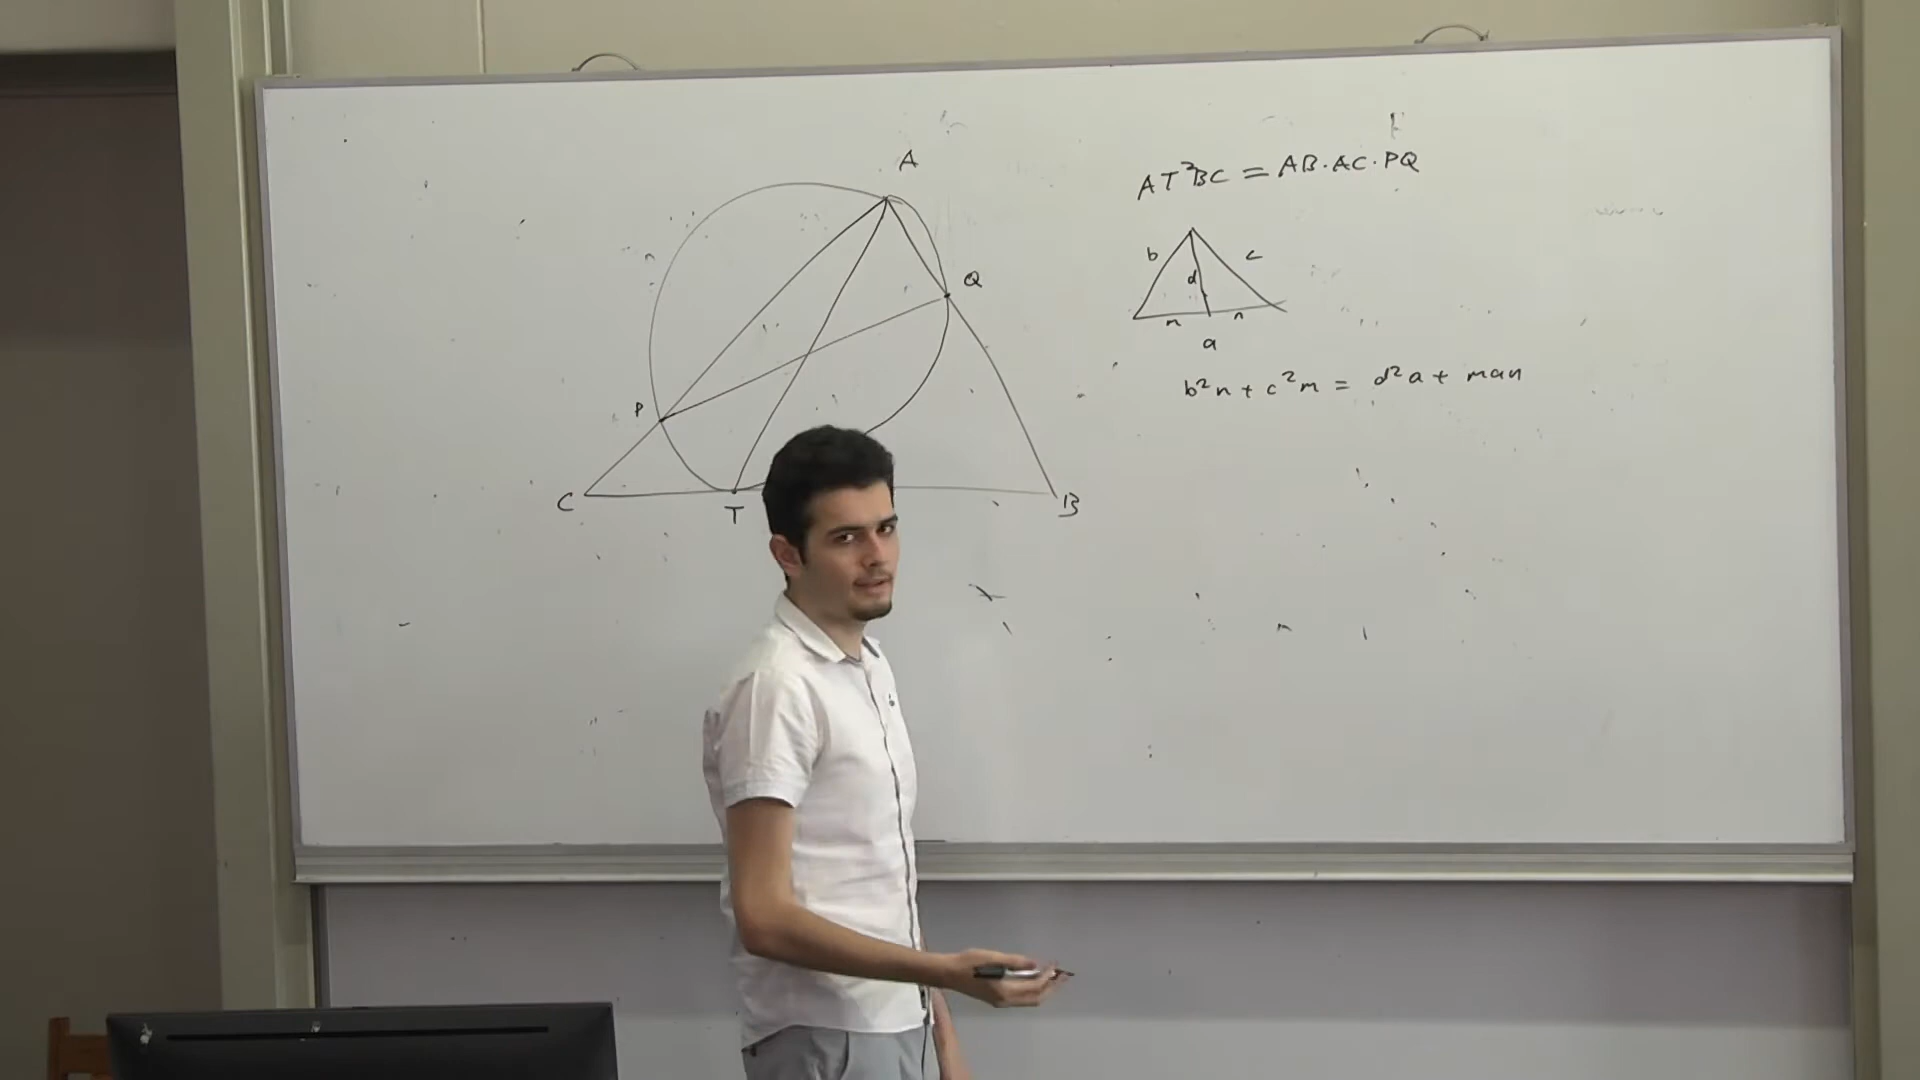 A
Q
P
C
T
B
AT²BC = AB·AC·PQ
b
c
d
m
n
a
b²n + c²m = d²a + man